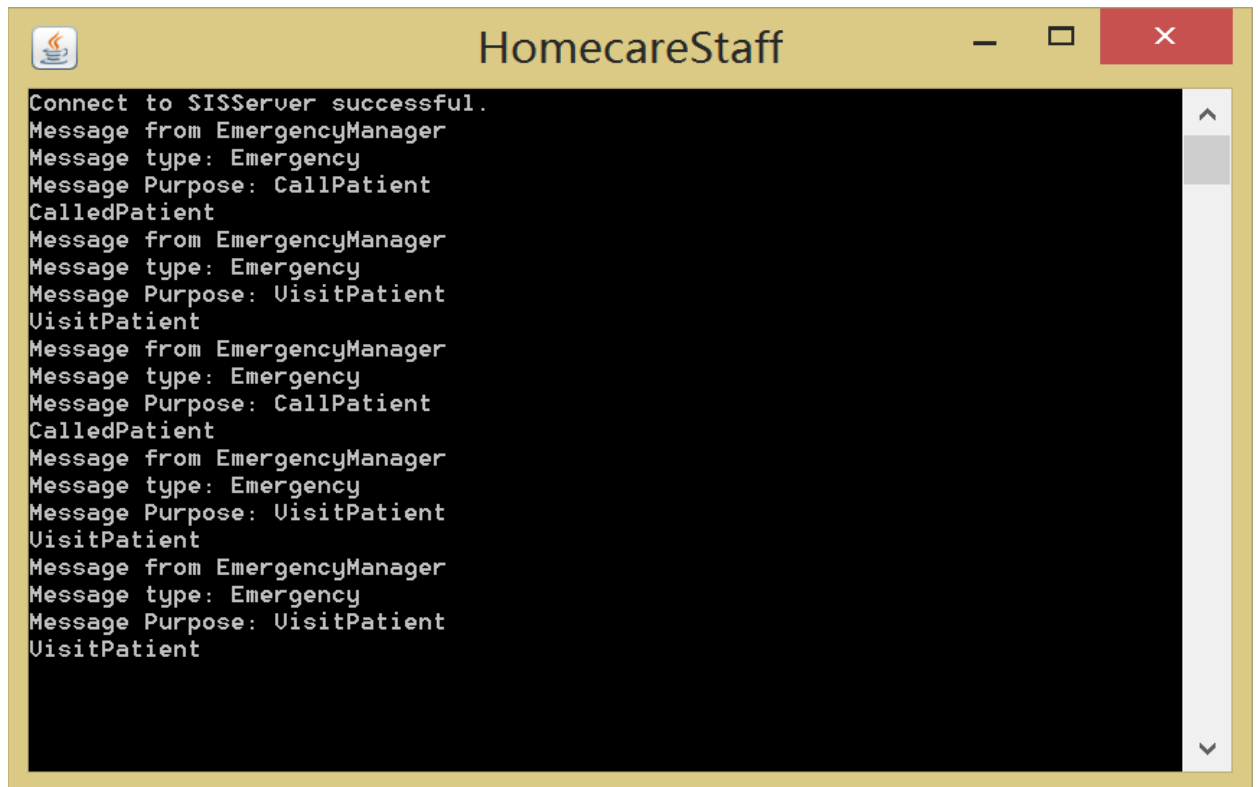 HomecareStaff
Connect to SISServer successful.
Message from EmergencyManager
Message type: Emergency
Message Purpose: CallPatient
CalledPatient
Message from EmergencyManager
Message type: Emergency
Message Purpose: VisitPatient
VisitPatient
Message from EmergencyManager
Message type: Emergency
Message Purpose: CallPatient
CalledPatient
Message from EmergencyManager
Message type: Emergency
Message Purpose: VisitPatient
VisitPatient
Message from EmergencyManager
Message type: Emergency
Message Purpose: VisitPatient
VisitPatient